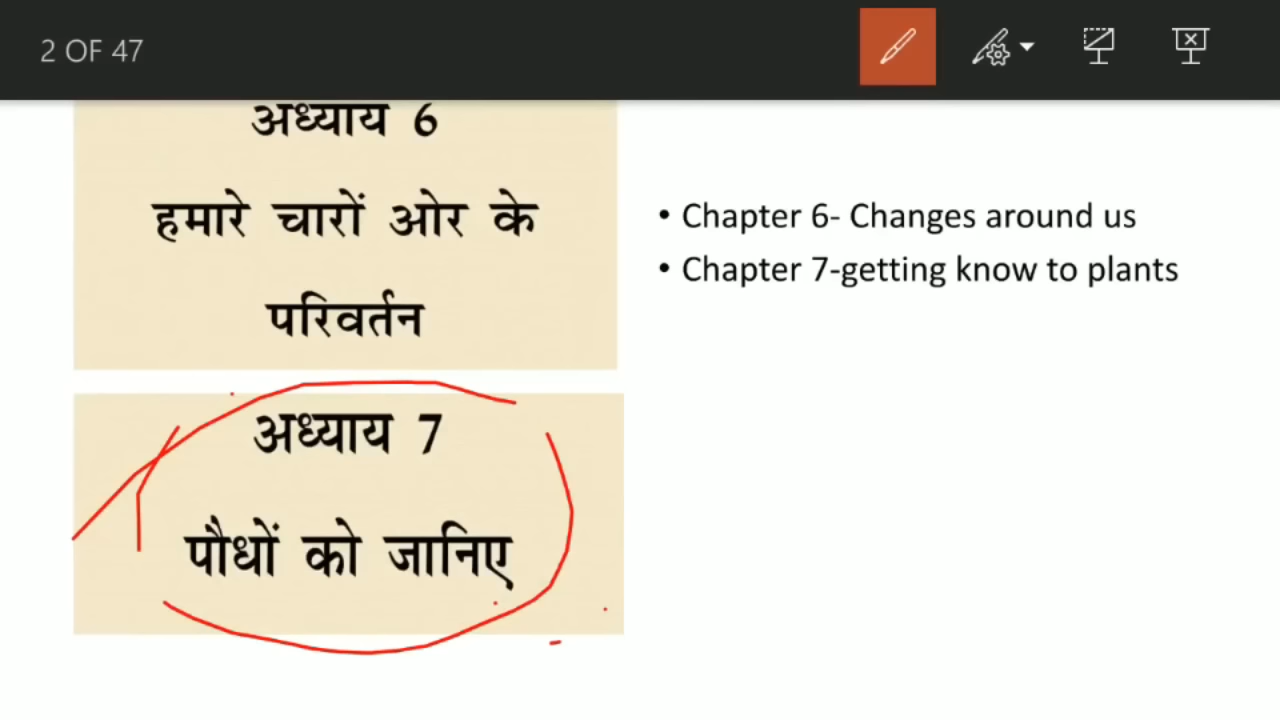 2 OF 47
अध्याय 6
हमारे चारों ओर के
परिवर्तन
अध्याय 7
पौधों को जानिए
• Chapter 6- Changes around us
• Chapter 7-getting know to plants